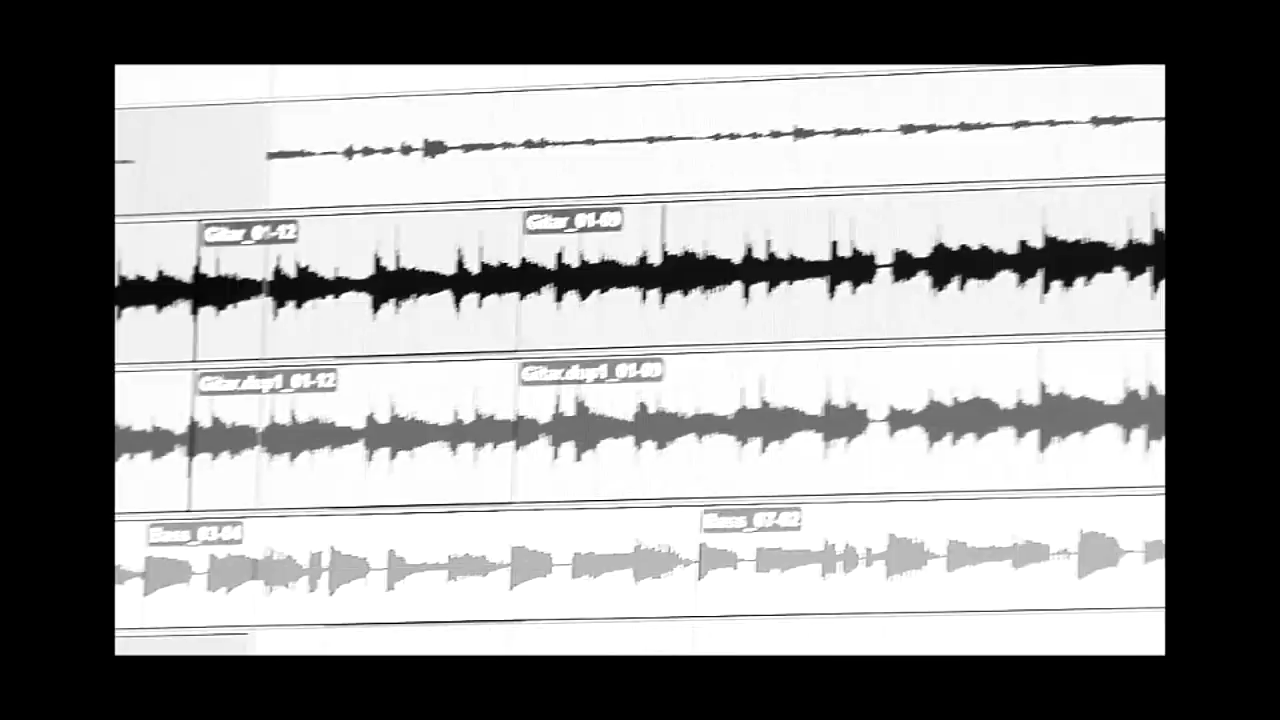 Gitar_01-12
Gitar_01-09
Gitar.dup1_01-12
Gitar.dup1_01-09
Bass_03-04
Bass_07-02